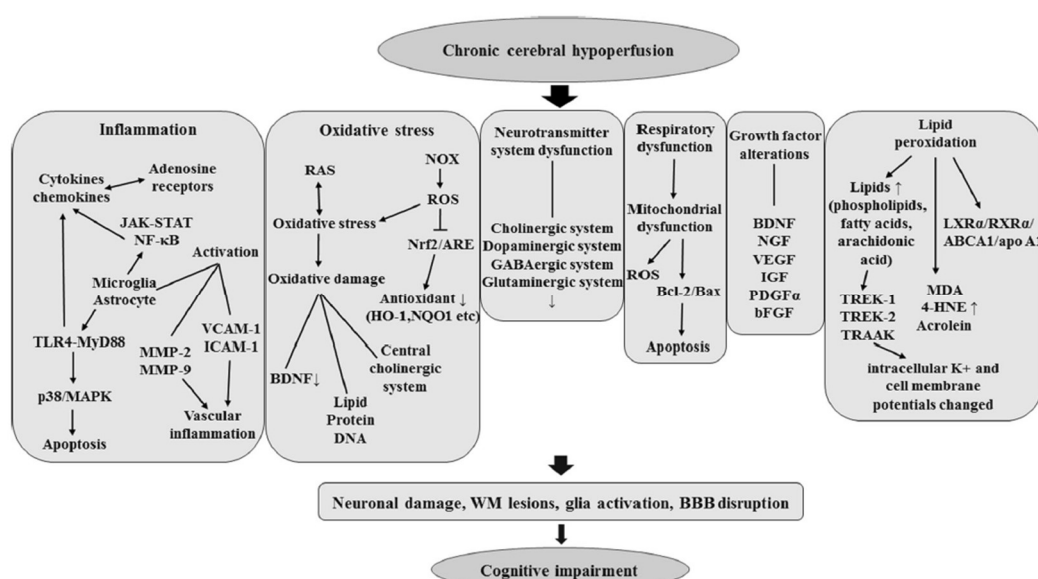 Chronic cerebral hypoperfusion
Inflammation
Cytokines
chemokines
Adenosine
receptors
JAK-STAT
NF-κB
Activation
Microglia
Astrocyte
TLR4-MyD88
VCAM-1
ICAM-1
MMP-2
MMP-9
p38/MAPK
Vascular
inflammation
Apoptosis
Oxidative stress
NOX
RAS
ROS
Oxidative stress
Nrf2/ARE
Oxidative damage
Antioxidant ↓
(HO-1,NQO1 etc)
Central
cholinergic
system
BDNF↓
Lipid
Protein
DNA
Neurotransmitter
system dysfunction
Cholinergic system
Dopaminergic system
GABAergic system
Glutaminergic system
↓
Respiratory
dysfunction
Mitochondrial
dysfunction
ROS
Bcl-2/Bax
Apoptosis
Growth factor
alterations
BDNF
NGF
VEGF
IGF
PDGFα
bFGF
Lipid
peroxidation
Lipids ↑
(phospholipids,
fatty acids,
arachidonic
acid)
LXRα/RXRα/
ABCA1/apo A1
MDA
4-HNE ↑
Acrolein
TREK-1
TREK-2
TRAAK
intracellular K+ and
cell membrane
potentials changed
Neuronal damage, WM lesions, glia activation, BBB disruption
Cognitive impairment